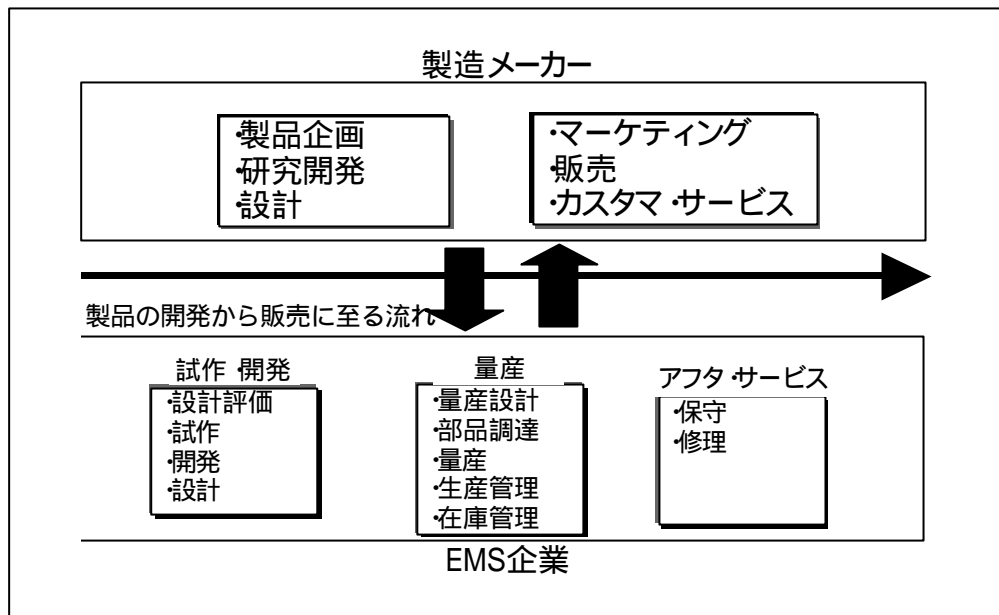 製造メーカー
・製品企画
・研究開発
・設計
・マーケティング
・販売
・カスタマ・サービス
製品の開発から販売に至る流れ
試作・開発
・設計評価
・試作
・開発
・設計
量産
・量産設計
・部品調達
・量産
・生産管理
・在庫管理
アフタ・サービス
・保守
・修理
EMS企業